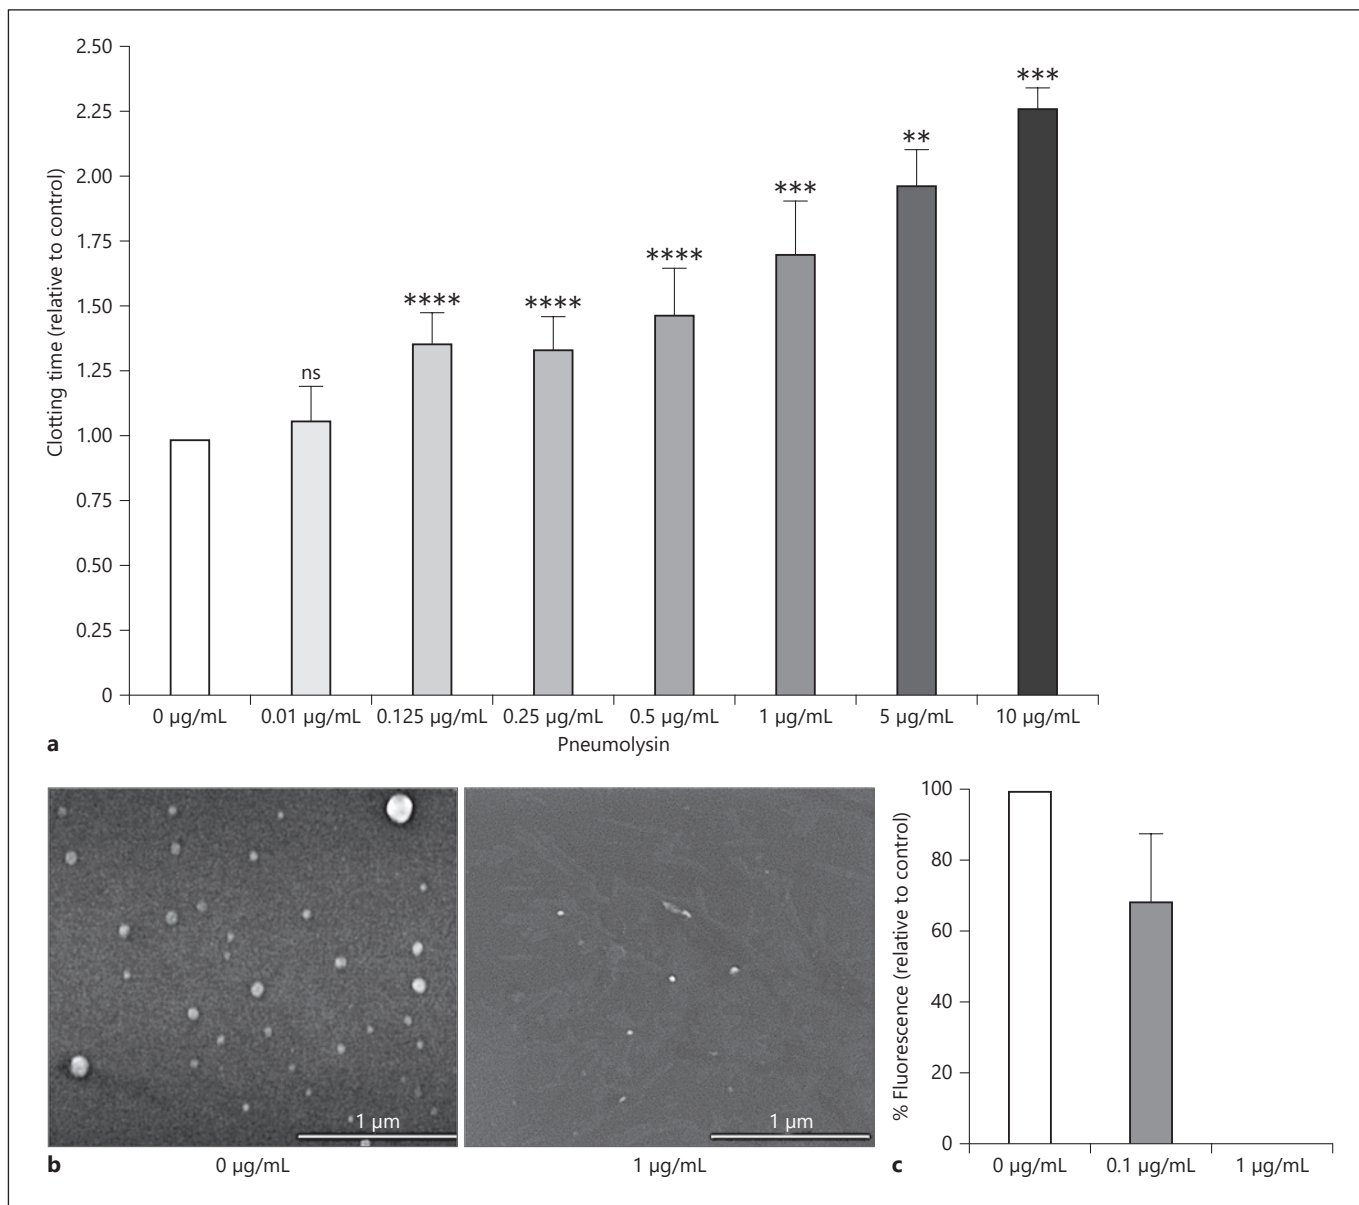 2.50
2.25
2.00
1.75
1.50
1.25
1.00
0.75
0.50
0.25
0
Clotting time (relative to control)
ns
****
****
****
***
**
***
0 µg/mL 0.01 µg/mL 0.125 µg/mL 0.25 µg/mL 0.5 µg/mL 1 µg/mL 5 µg/mL 10 µg/mL
a
Pneumolysin
1 µm
0 µg/mL
b
1 µm
1 µg/mL
100
80
60
40
20
0
% Fluorescence (relative to control)
0 µg/mL 0.1 µg/mL 1 µg/mL
c